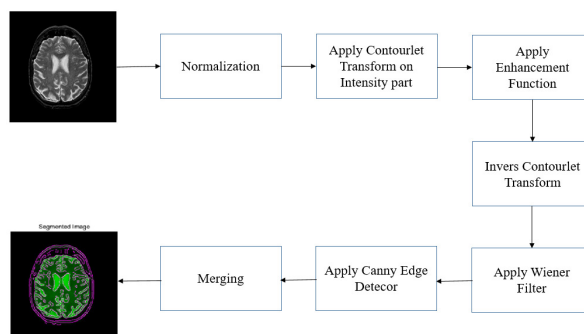 Normalization
Apply Contourlet
Transform on
Intensity part
Apply
Enhancement
Function
Invers Contourlet
Transform
Apply Wiener
Filter
Apply Canny Edge
Detecor
Merging
Segmented Image